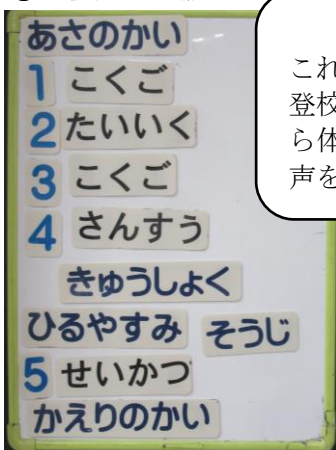 あさのかい
1 こくご
2 たいいく
3 こくご
4 さんすう
きゅうしょく
ひるやすみ そうじ
5 せいかつ
かえりのかい
これ
登校
ら体
声を